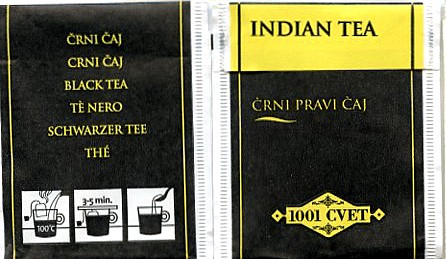 ČRNI ČAJ
CRNI ČAJ
BLACK TEA
TÈ NERO
SCHWARZER TEE
THÉ
100°C
3-5 min.
INDIAN TEA
ČRNI PRAVI ČAJ
1001 CVET